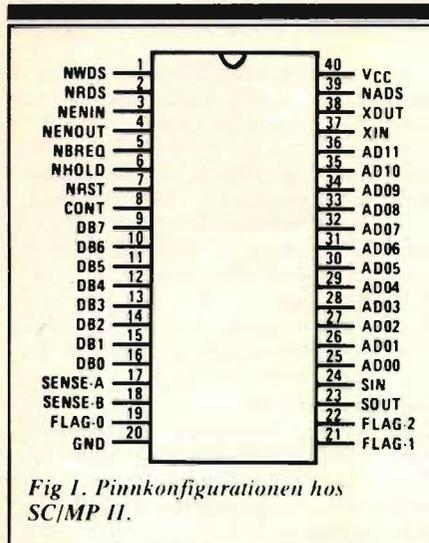 NWDS 1
NRDS 2
NENIN 3
NENOUT 4
NBREQ 5
NHOLD 6
NRST 7
CONT 8
DB7 9
DB6 10
DB5 11
DB4 12
DB3 13
DB2 14
DB1 15
DB0 16
SENSE-A 17
SENSE-B 18
FLAG-0 19
GND 20
40 VCC
39 NADS
38 XOUT
37 XIN
36 AD11
35 AD10
34 AD09
33 AD08
32 AD07
31 AD06
30 AD05
29 AD04
28 AD03
27 AD02
26 AD01
25 AD00
24 SIN
23 SOUT
22 FLAG-2
21 FLAG-1
Fig 1. Pinnkonfigurationen hos
SC/MP II.